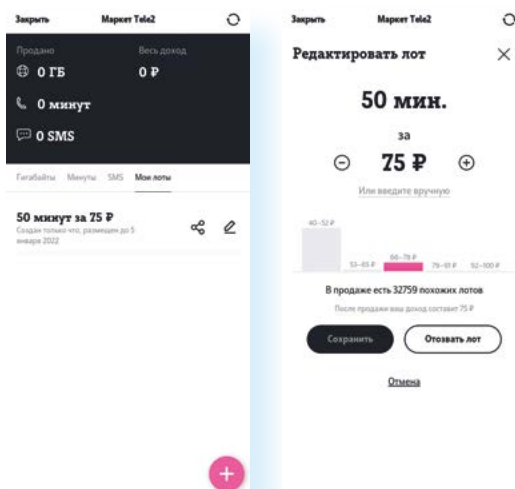 Закрыть Маркет Tele2
Продано Весь доход
0 ГБ 0 ₽
0 минут
0 SMS
Гигабайты Минуты SMS Мои лоты
50 минут за 75 ₽
Создан только что, размещен до 5
января 2022
Закрыть Маркет Tele2
Редактировать лот
50 мин.
за
75 ₽
Или введите вручную
40–52 ₽
53–65 ₽ 66–78 ₽ 79–91 ₽ 92–100 ₽
В продаже есть 32759 похожих лотов
После продажи ваш доход составит 75 ₽
Сохранить Отозвать лот
Отмена